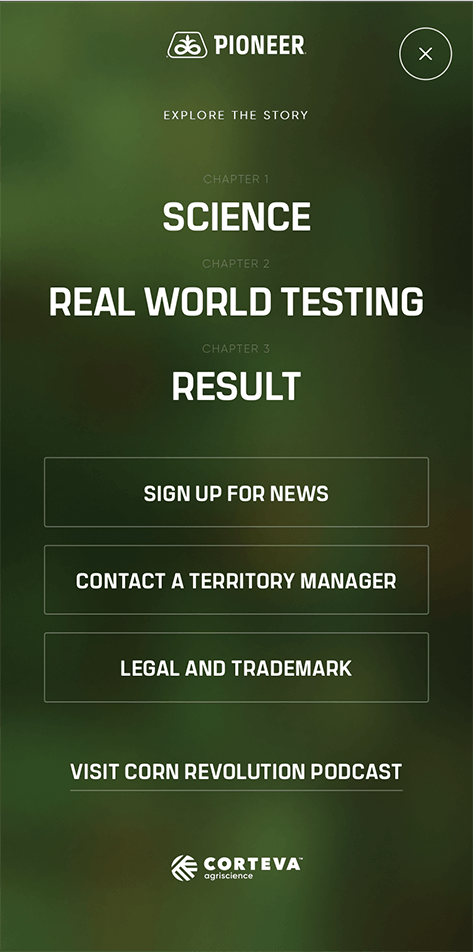 PIONEER
EXPLORE THE STORY
CHAPTER 1
SCIENCE
CHAPTER 2
REAL WORLD TESTING
CHAPTER 3
RESULT
SIGN UP FOR NEWS
CONTACT A TERRITORY MANAGER
LEGAL AND TRADEMARK
VISIT CORN REVOLUTION PODCAST
CORTEVA™
agriscience